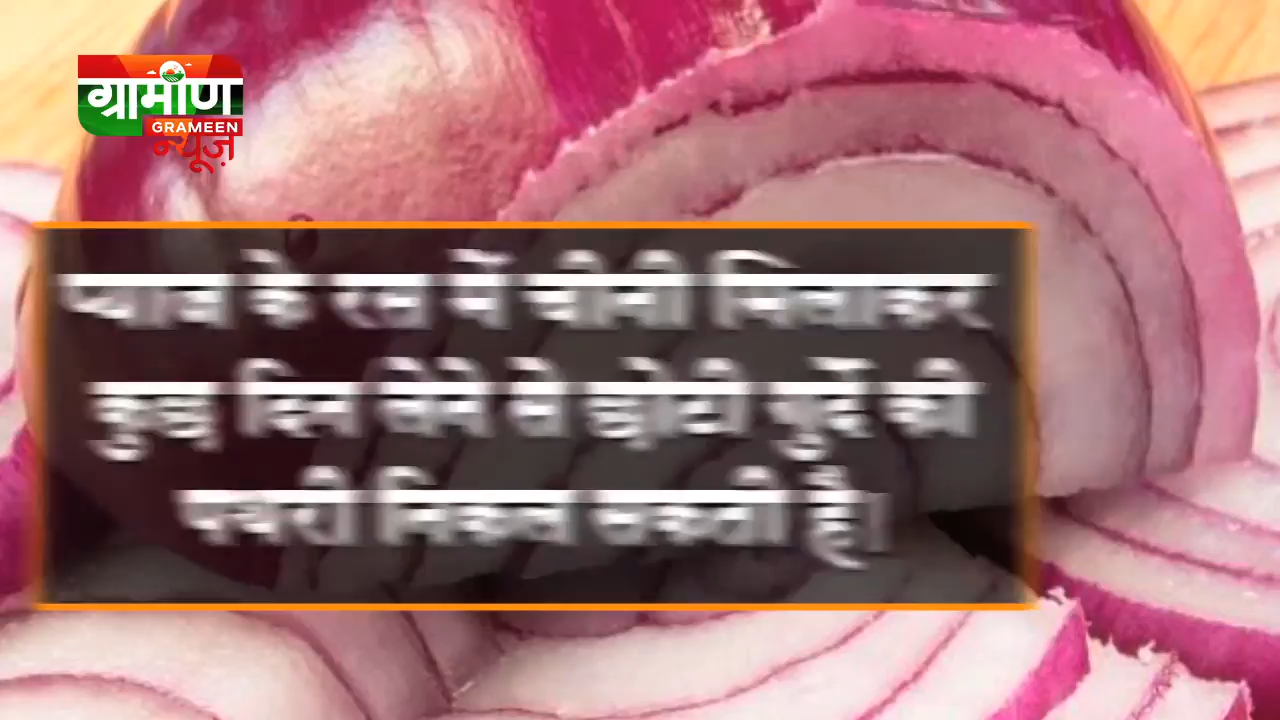 ग्रामीण
GRAMEEN
न्यूज़
प्याज के रस में चीनी मिलाकर
कुछ दिन लेने से छोटी गुर्दे की
पथरी निकल सकती है।